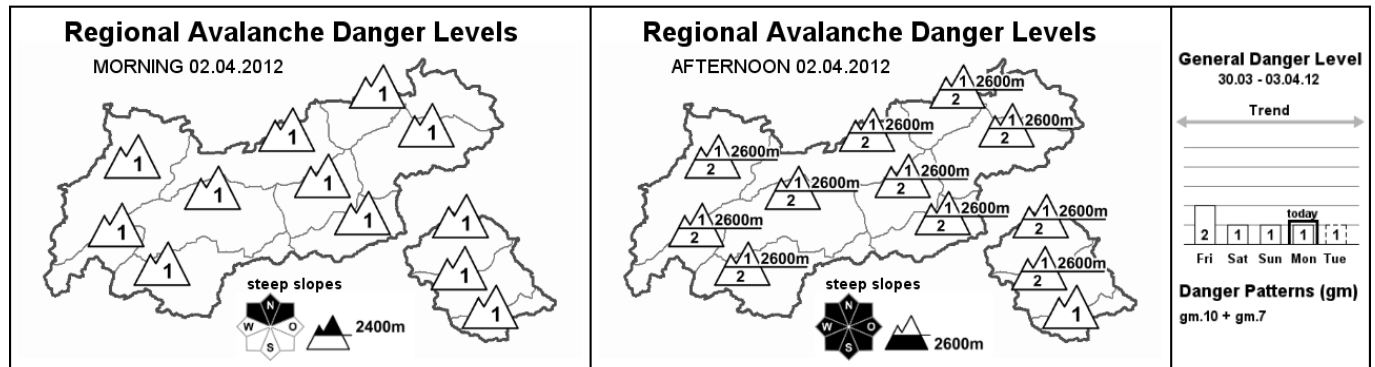 Regional Avalanche Danger Levels
MORNING 02.04.2012
1
1
1
1
1
1
1
1
1
1
1
1
steep slopes
N
W O
S
2400m
Regional Avalanche Danger Levels
AFTERNOON 02.04.2012
1 2600m
2
1 2600m
2
1 2600m
2
1 2600m
2
1 2600m
2
1 2600m
2
1 2600m
2
1 2600m
2
1 2600m
2
1 2600m
2
1 2600m
2
1
steep slopes
N
W O
S
2600m
General Danger Level
30.03 - 03.04.12
Trend
today
2 1 1 1 1
Fri Sat Sun Mon Tue
Danger Patterns (gm)
gm.10 + gm.7